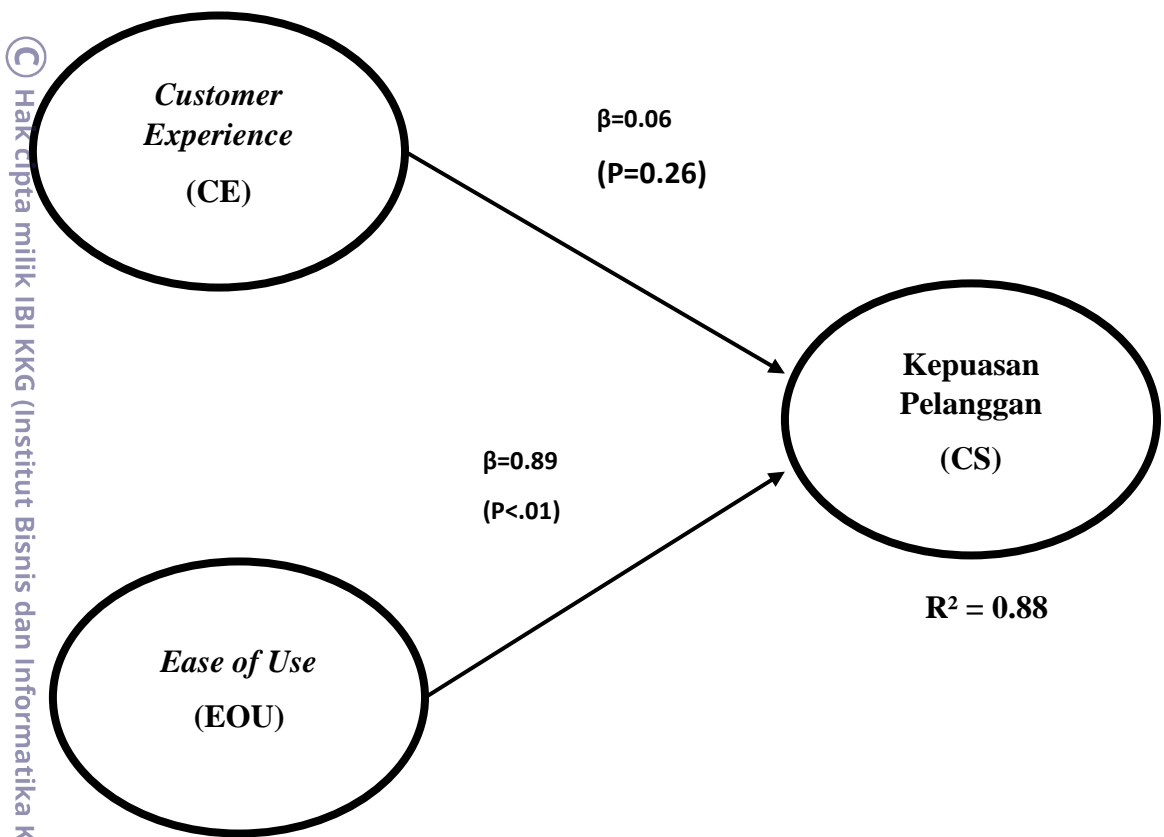 © Hak cipta milik IBI KKG (Institut Bisnis dan Informatika K
Customer
Experience
(CE)
β=0.06
(P=0.26)
Kepuasan
Pelanggan
(CS)
β=0.89
(P<.01)
R² = 0.88
Ease of Use
(EOU)